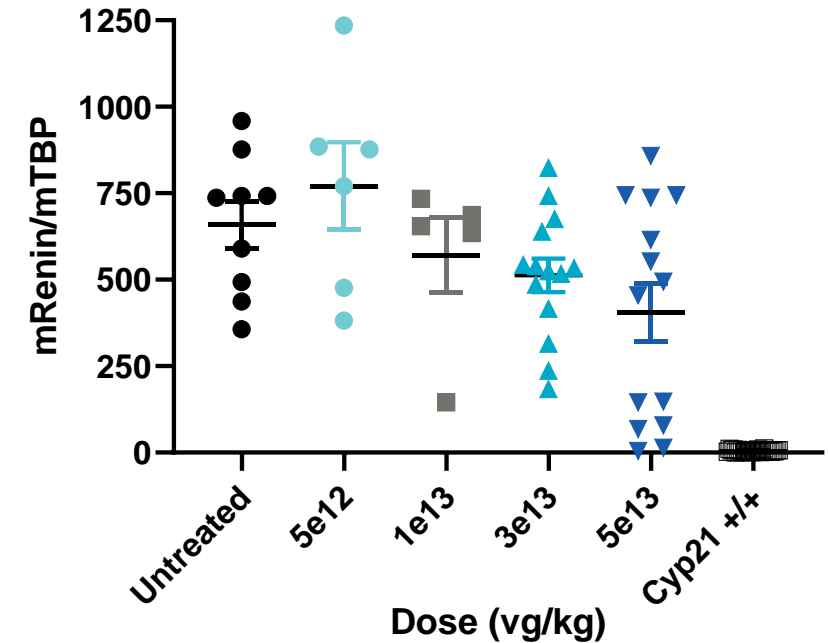 mRenin/mTBP
1250
1000
750
500
250
0
Untreated
5e12
1e13
3e13
5e13
Cyp21 +/+
Dose (vg/kg)